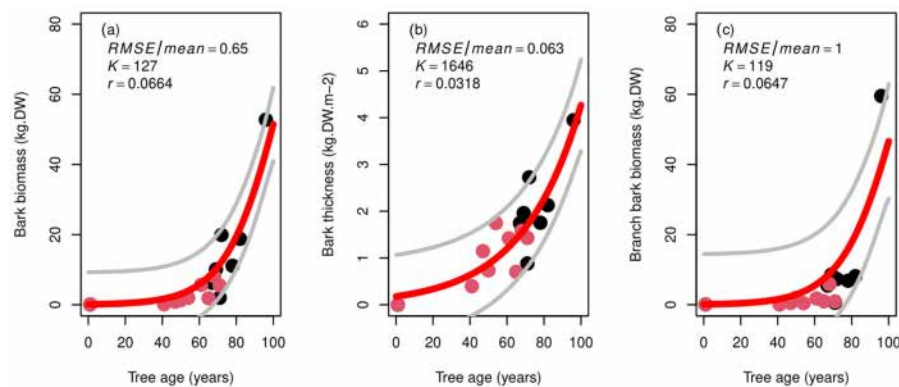 (a)
RMSE/mean=0.65
K=127
r=0.0664
Bark biomass (kg.DW)
80
60
40
20
0
0 20 40 60 80 100
Tree age (years)
(b)
RMSE/mean=0.063
K=1646
r=0.0318
Bark thickness (kg.DW.m−2)
6
5
4
3
2
1
0
0 20 40 60 80 100
Tree age (years)
(c)
RMSE/mean=1
K=119
r=0.0647
Branch bark biomass (kg.DW)
80
60
40
20
0
0 20 40 60 80 100
Tree age (years)